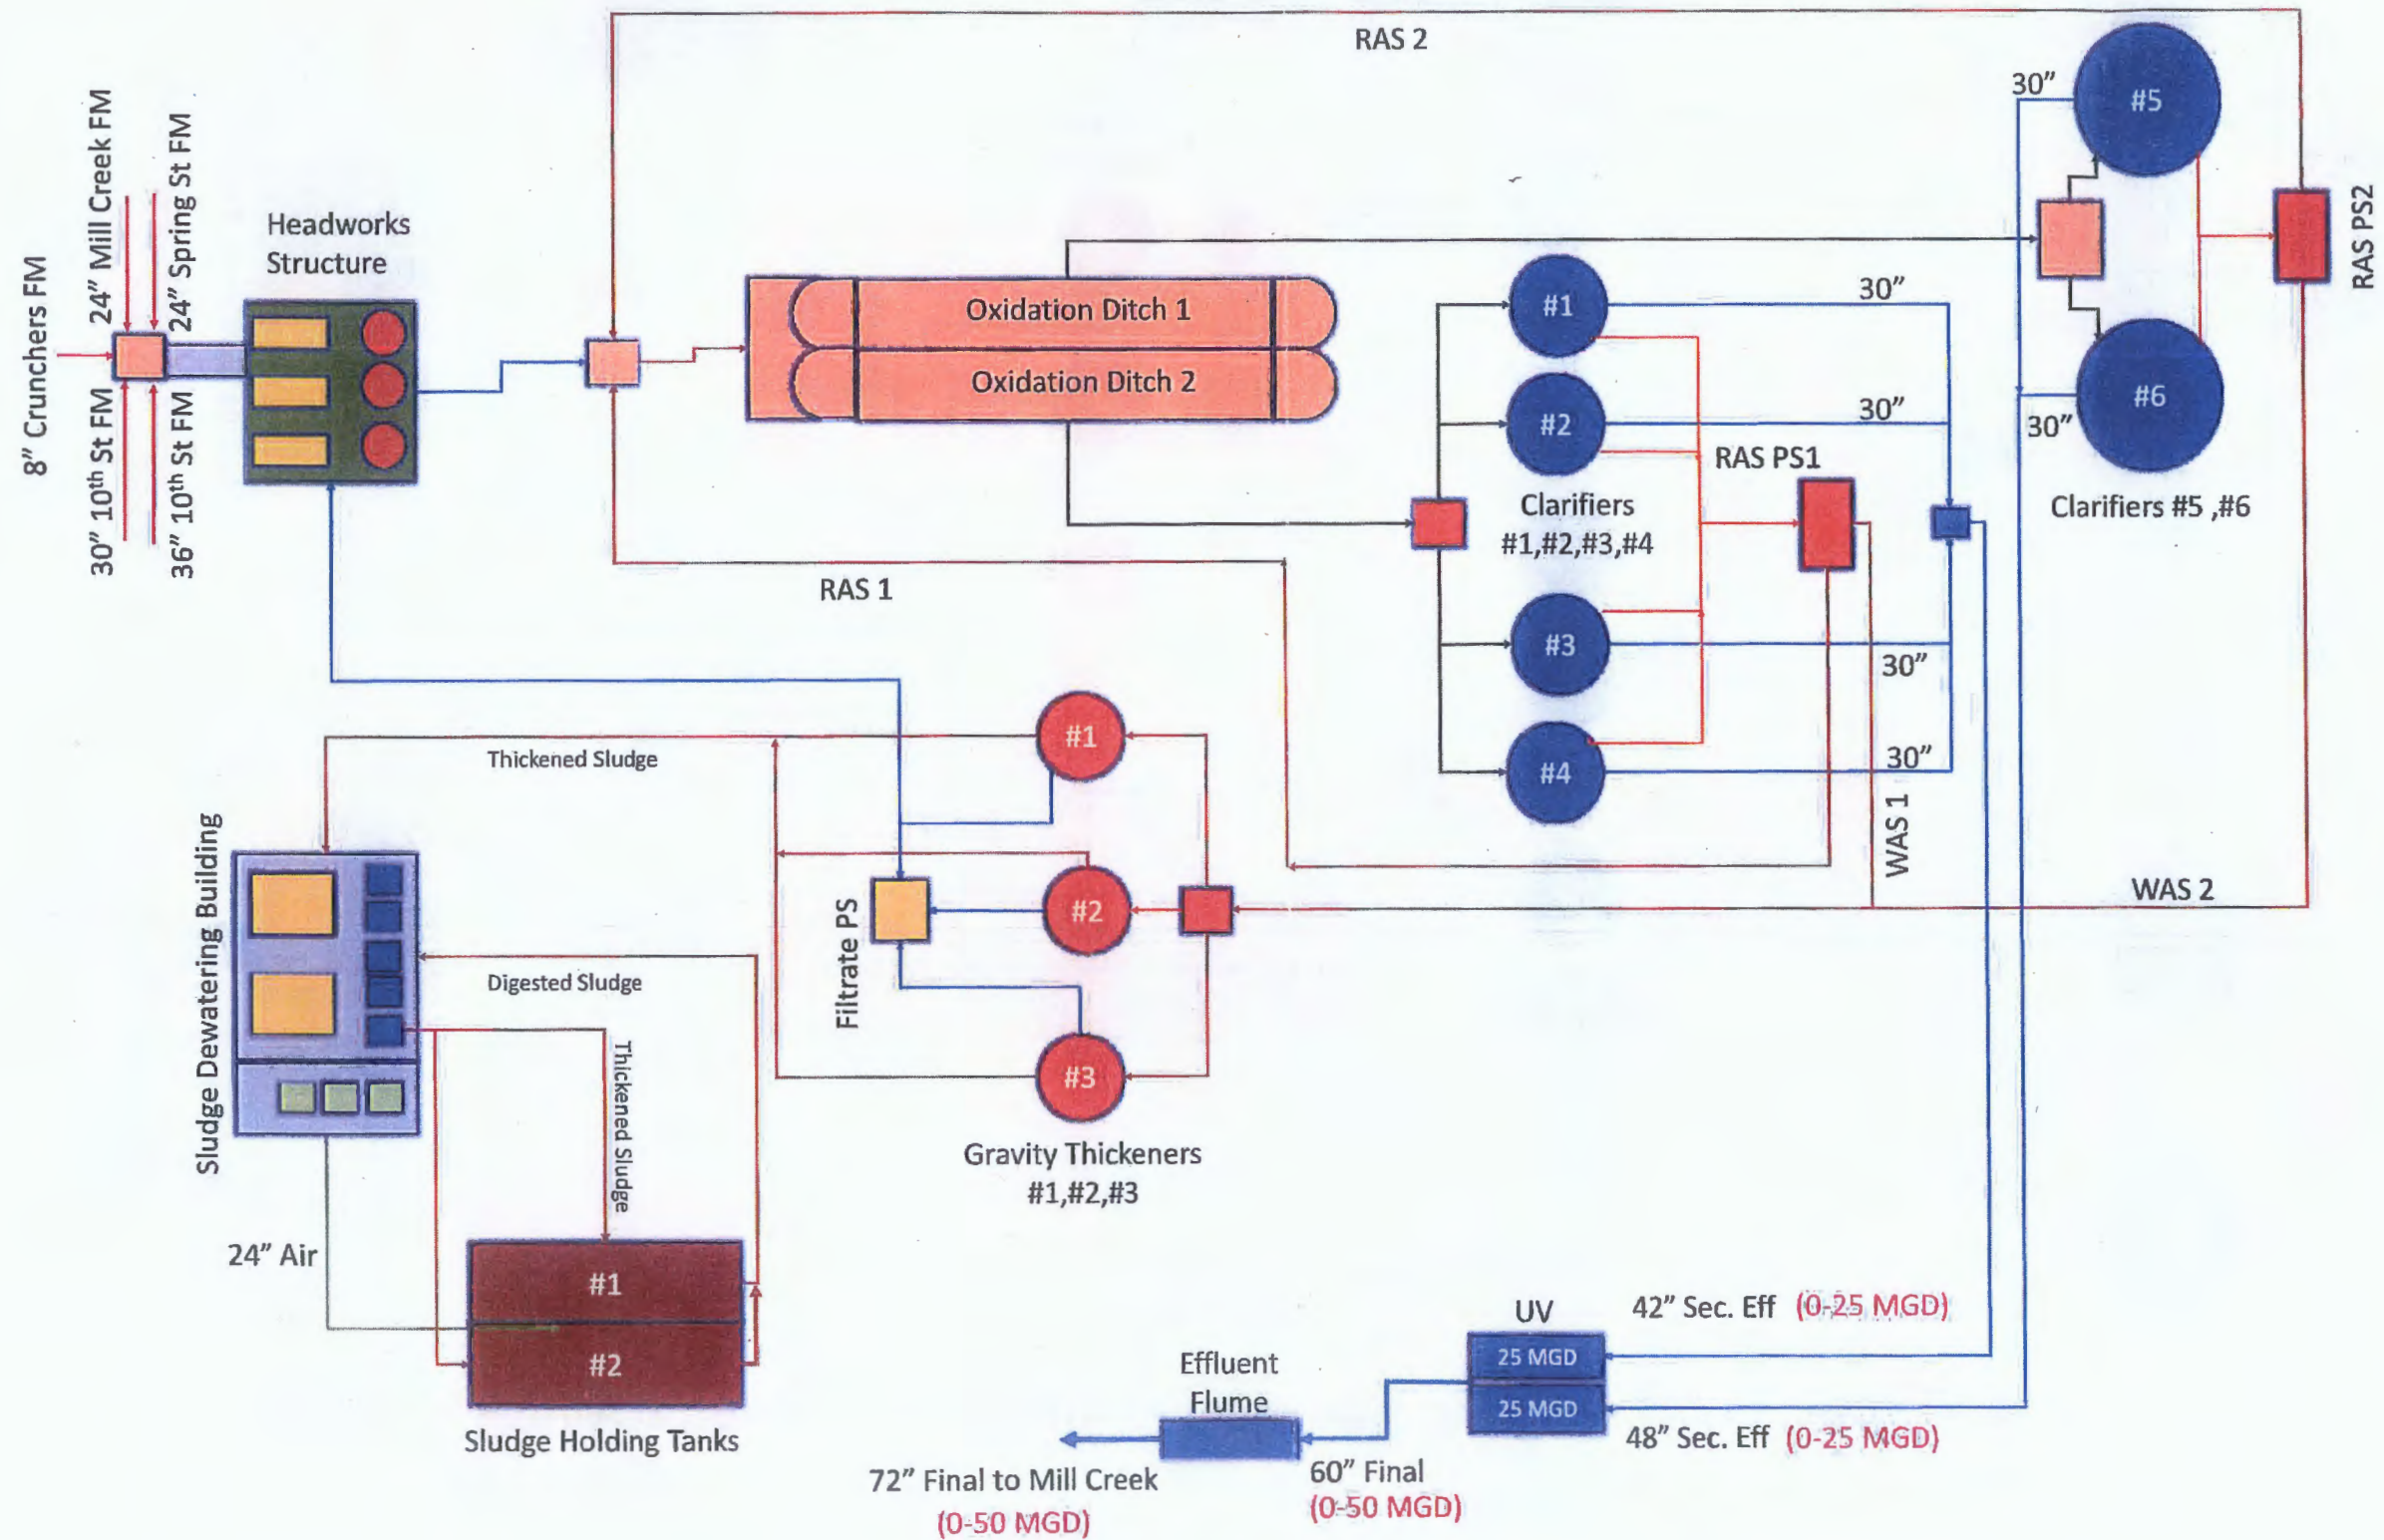 RAS 2
30”
#5
24” Mill Creek FM
24” Spring St FM
8” Crunchers FM
30” 10th St FM
36” 10th St FM
Headworks
Structure
RAS PS2
Oxidation Ditch 1
Oxidation Ditch 2
#1
30”
#2
30”
#6
30”
RAS PS1
Clarifiers
#1,#2,#3,#4
Clarifiers #5 ,#6
RAS 1
#3
30”
#4
30”
WAS 1
WAS 2
Thickened Sludge
#1
#2
#3
Filtrate PS
Gravity Thickeners
#1,#2,#3
Sludge Dewatering Building
Digested Sludge
Thickened Sludge
24” Air
#1
#2
Sludge Holding Tanks
UV
25 MGD
25 MGD
42” Sec. Eff (0-25 MGD)
48” Sec. Eff (0-25 MGD)
Effluent
Flume
60” Final
(0-50 MGD)
72” Final to Mill Creek
(0-50 MGD)